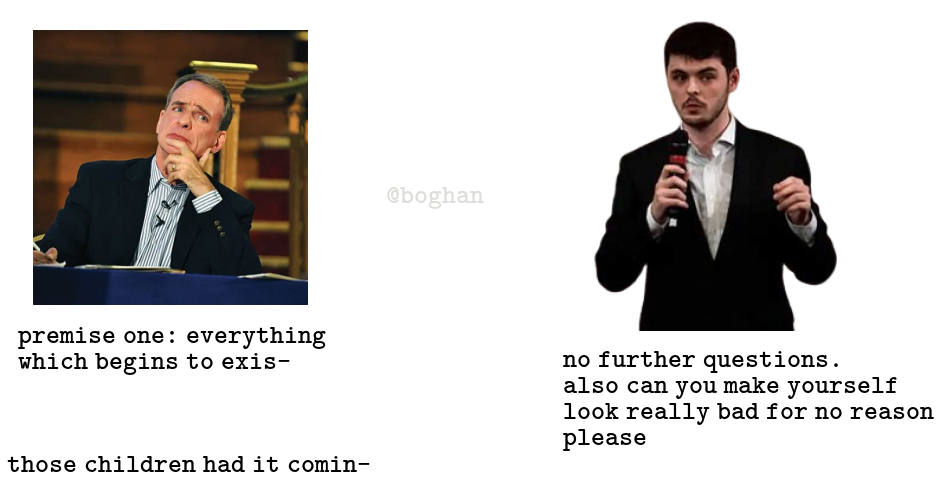 @boghan
premise one: everything
which begins to exis-
no further questions.
also can you make yourself
look really bad for no reason
please
those children had it comin-